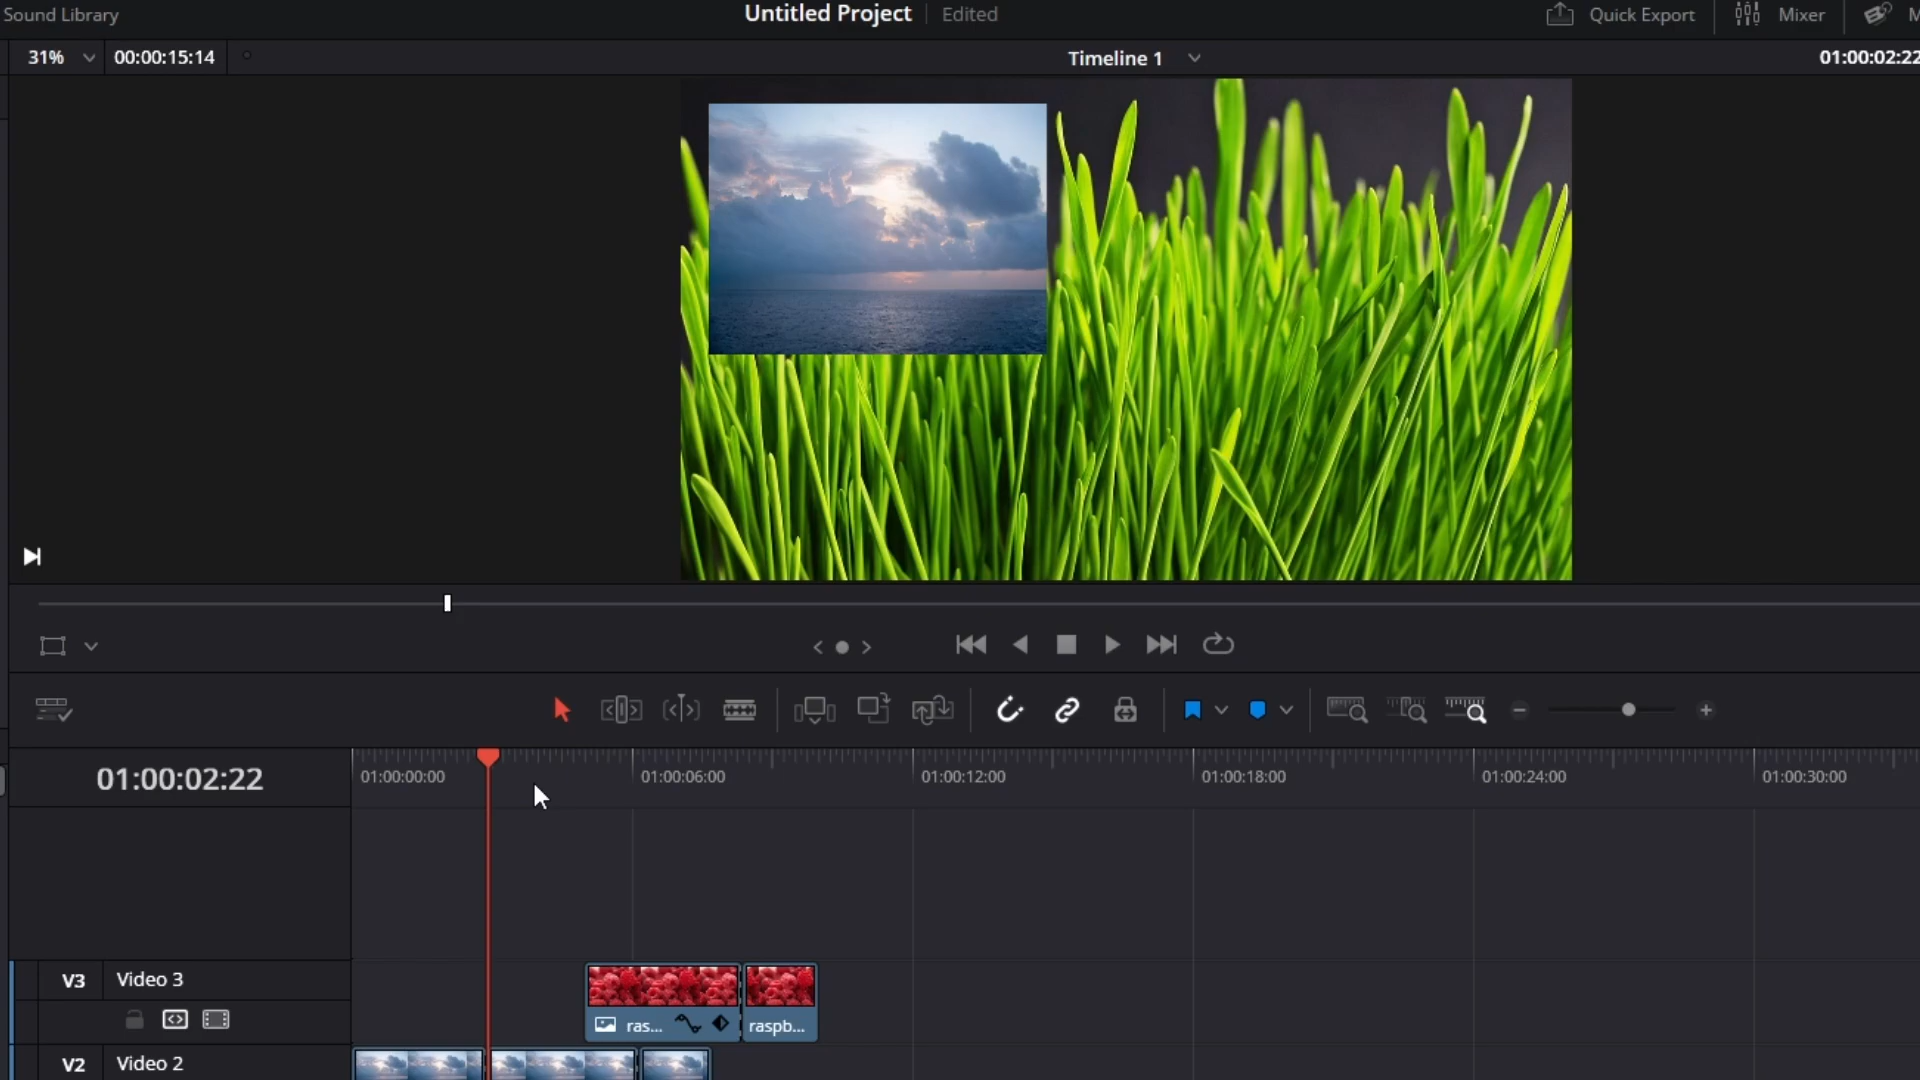 Sound Library
Untitled Project
Edited
Quick Export
Mixer
31%
00:00:15:14
Timeline 1
01:00:02:22
01:00:02:22
01:00:00:00
01:00:06:00
01:00:12:00
01:00:18:00
01:00:24:00
01:00:30:00
V3
Video 3
ras...
raspb...
V2
Video 2